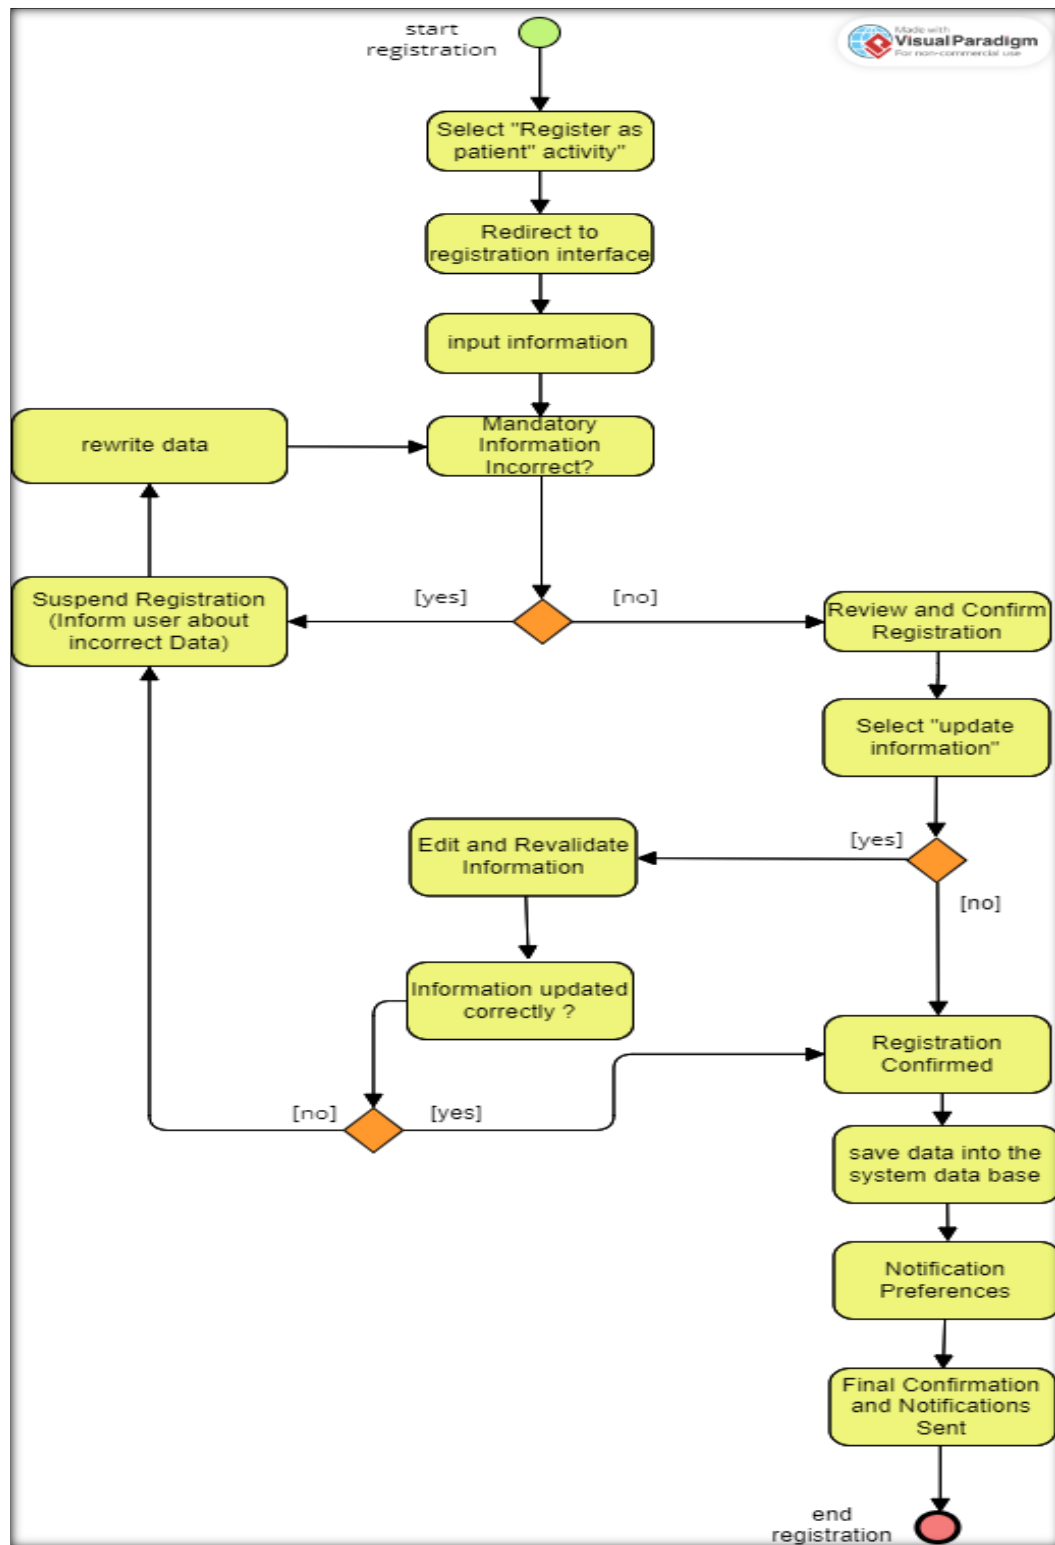 start
registration
Made with
Visual Paradigm
For non-commercial use
Select "Register as
patient" activity"
Redirect to
registration interface
input information
Mandatory
Information
Incorrect?
rewrite data
Suspend Registration
(Inform user about
incorrect Data)
[yes]
[no]
Review and Confirm
Registration
Select "update
information"
[yes]
[no]
Edit and Revalidate
Information
Information updated
correctly ?
[no]
[yes]
Registration
Confirmed
save data into the
system data base
Notification
Preferences
Final Confirmation
and Notifications
Sent
end
registration